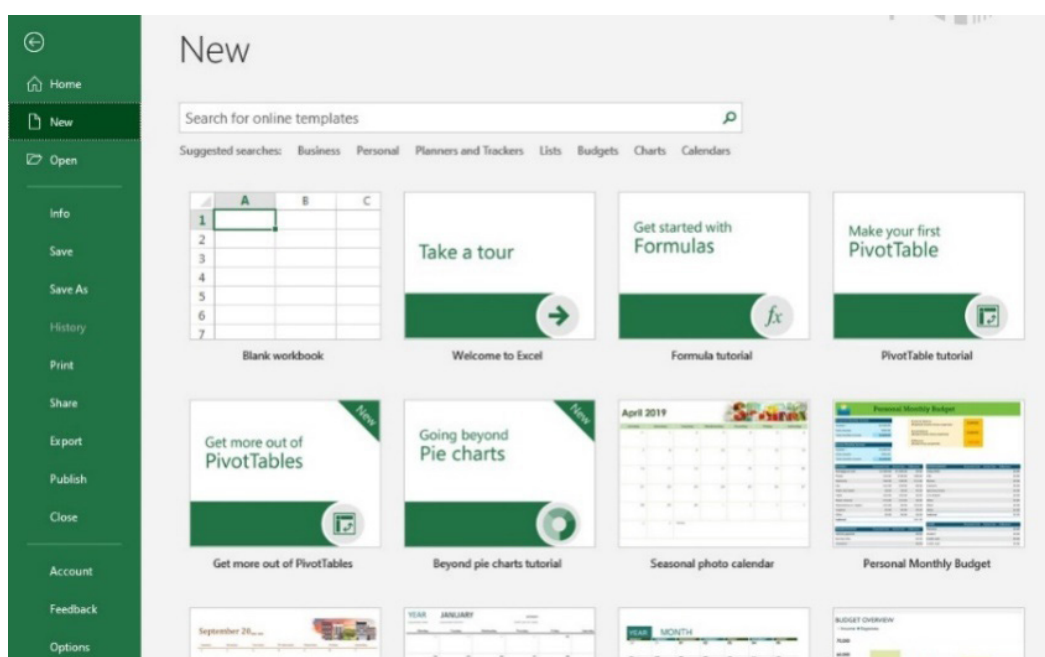 New
Home
New
Open
Info
Save
Save As
History
Print
Share
Export
Publish
Close
Account
Feedback
Options
Search for online templates
Suggested searches: Business Personal Planners and Trackers Lists Budgets Charts Calendars
A B C
1
2
3
4
5
6
7
Blank workbook
Take a tour
Welcome to Excel
Get started with
Formulas
fx
Formula tutorial
Make your first
PivotTable
PivotTable tutorial
New
Get more out of
PivotTables
Get more out of PivotTables
New
Going beyond
Pie charts
Beyond pie charts tutorial
April 2019
Seasonal photo calendar
Personal Monthly Budget
Personal Monthly Budget
September 20
YEAR JANUARY
YEAR MONTH
BUDGET OVERVIEW